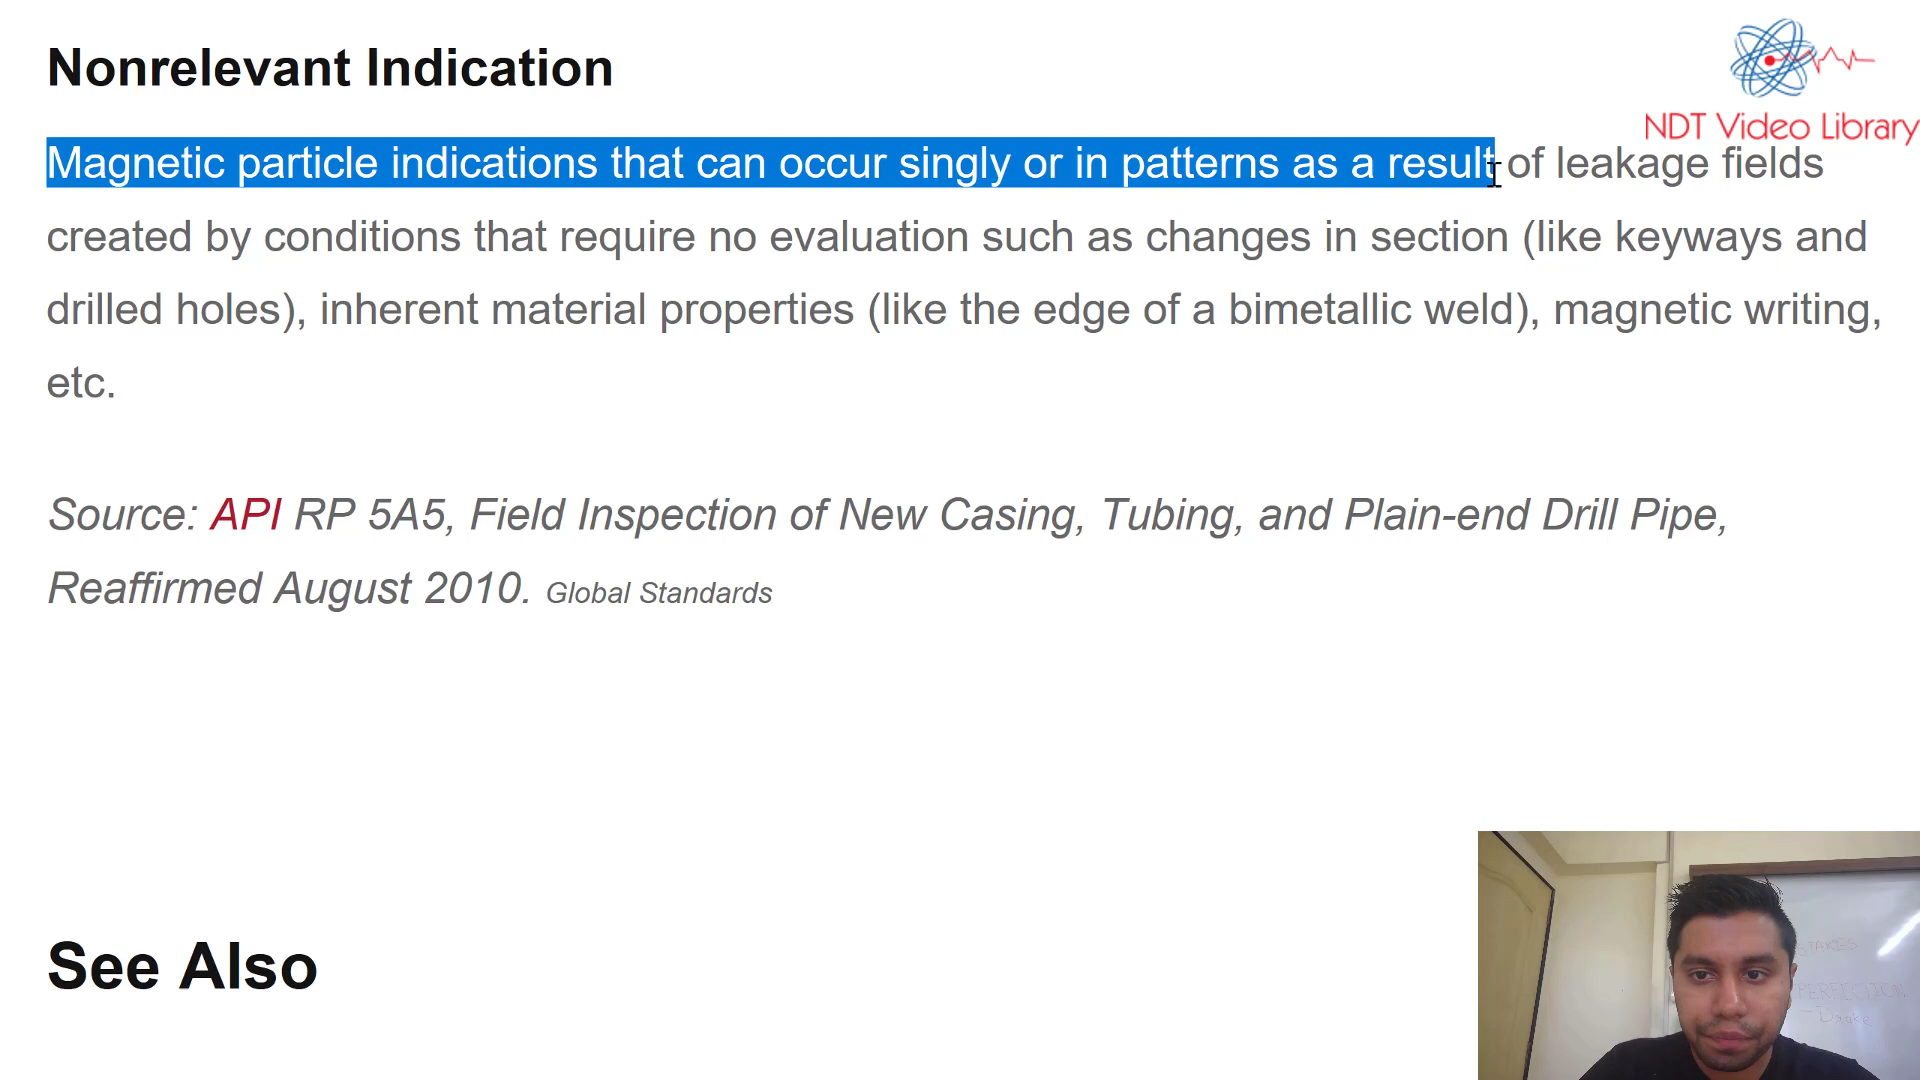 Nonrelevant Indication
NDT Video Library
Magnetic particle indications that can occur singly or in patterns as a result of leakage fields
created by conditions that require no evaluation such as changes in section (like keyways and
drilled holes), inherent material properties (like the edge of a bimetallic weld), magnetic writing,
etc.
Source: API RP 5A5, Field Inspection of New Casing, Tubing, and Plain-end Drill Pipe,
Reaffirmed August 2010. Global Standards
See Also